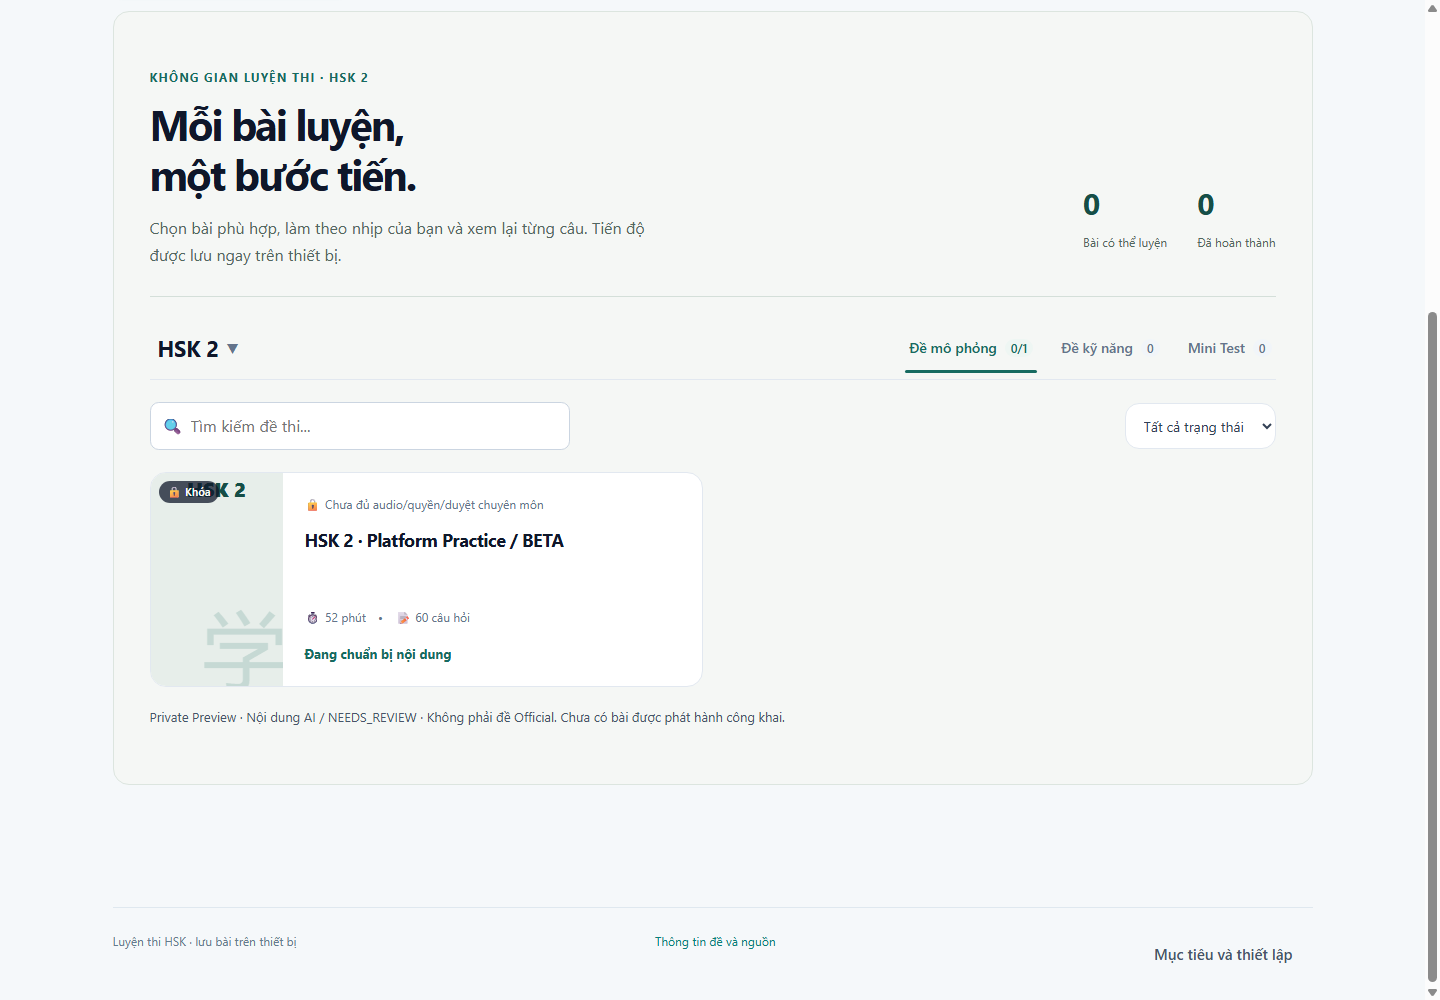 KHÔNG GIAN LUYỆN THI · HSK 2
Mỗi bài luyện,
một bước tiến.
Chọn bài phù hợp, làm theo nhịp của bạn và xem lại từng câu. Tiến độ
được lưu ngay trên thiết bị.
0
Bài có thể luyện
0
Đã hoàn thành
HSK 2 ▼
Đề mô phỏng 0/1
Đề kỹ năng 0
Mini Test 0
Tìm kiếm đề thi...
Tất cả trạng thái
Khóa
HSK 2
学
Chưa đủ audio/quyền/duyệt chuyên môn
HSK 2 · Platform Practice / BETA
52 phút • 60 câu hỏi
Đang chuẩn bị nội dung
Private Preview · Nội dung AI / NEEDS_REVIEW · Không phải đề Official. Chưa có bài được phát hành công khai.
Luyện thi HSK · lưu bài trên thiết bị
Thông tin đề và nguồn
Mục tiêu và thiết lập